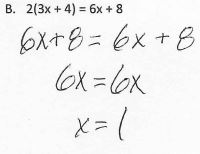 B. 2(3x + 4) = 6x + 8
6x+8 = 6x + 8
6x = 6x
x = 1